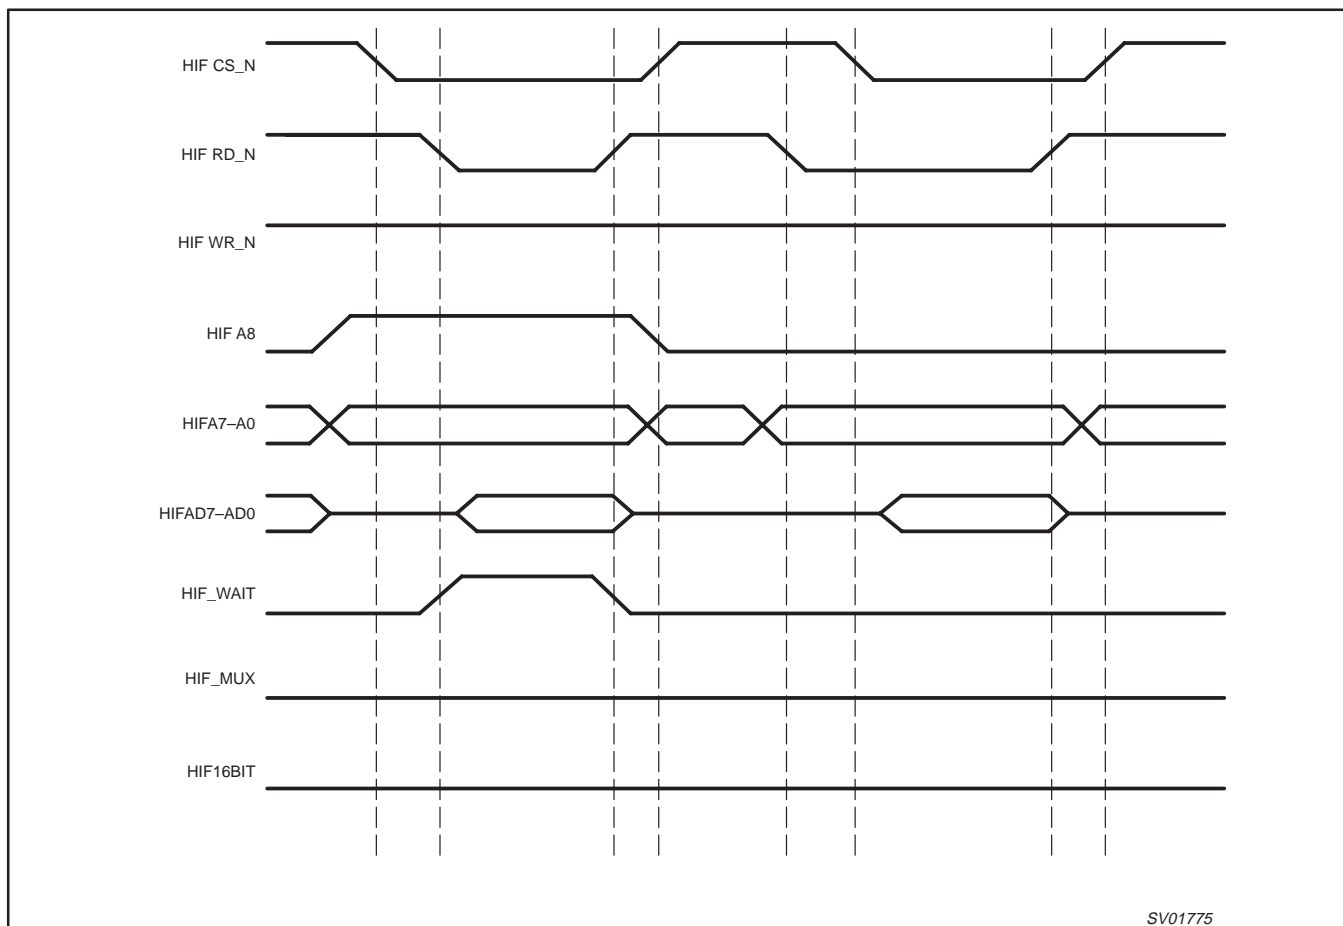 HIF CS_N
HIF RD_N
HIF WR_N
HIF A8
HIFA7–A0
HIFAD7–AD0
HIF_WAIT
HIF_MUX
HIF16BIT
SV01775